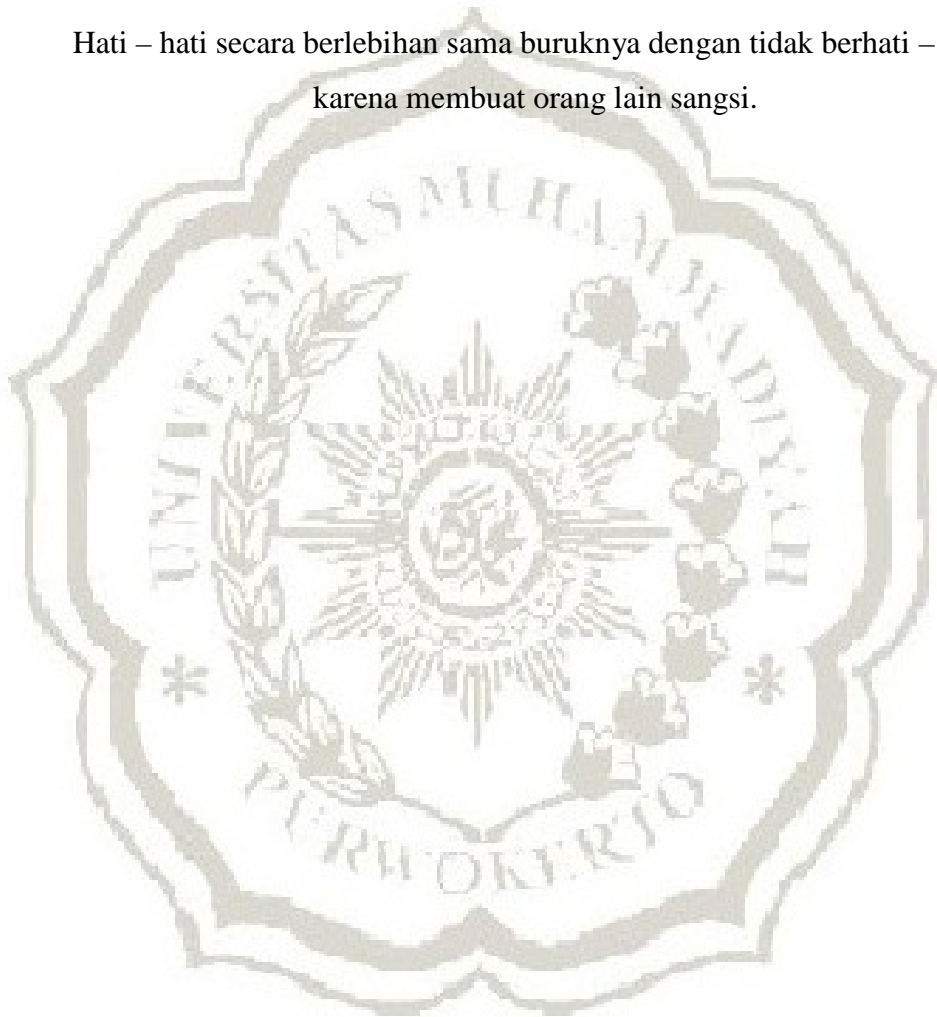 Hati – hati secara berlebihan sama buruknya dengan tidak berhati –
karena membuat orang lain sangsi.
UNIVERSITAS MUHAMMADIYAH
PURWOKERTO